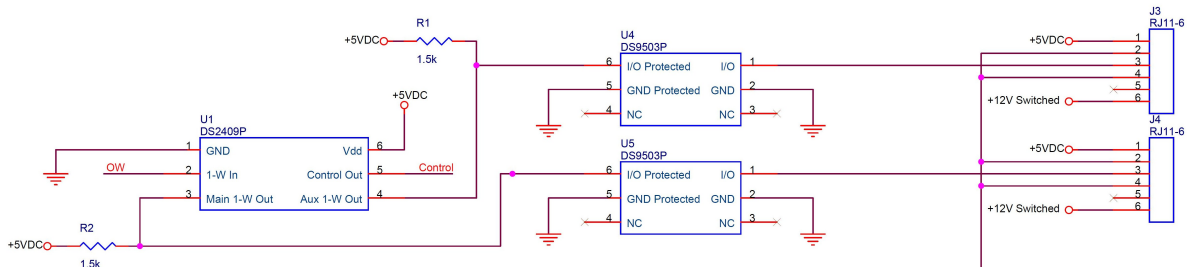 R1
+5VDC
1.5k
+5VDC
U1
DS2409P
1 GND Vdd 6
OW 2 1-W In Control Out 5 Control
3 Main 1-W Out Aux 1-W Out 4
R2
+5VDC
1.5k
U4
DS9503P
6 I/O Protected I/O 1
5 GND Protected GND 2
4 NC NC 3
U5
DS9503P
6 I/O Protected I/O 1
5 GND Protected GND 2
4 NC NC 3
J3
RJ11-6
+5VDC 1
2
3
4
5
+12V Switched 6
J4
RJ11-6
+5VDC 1
2
3
4
5
+12V Switched 6